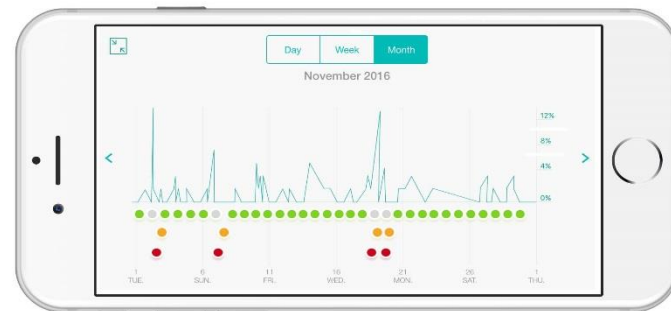 Day Week Month
November 2016
12%
8%
4%
0%
1 6 11 16 21 26 1
TUE. SUN. FRI. WED. MON. SAT. THU.